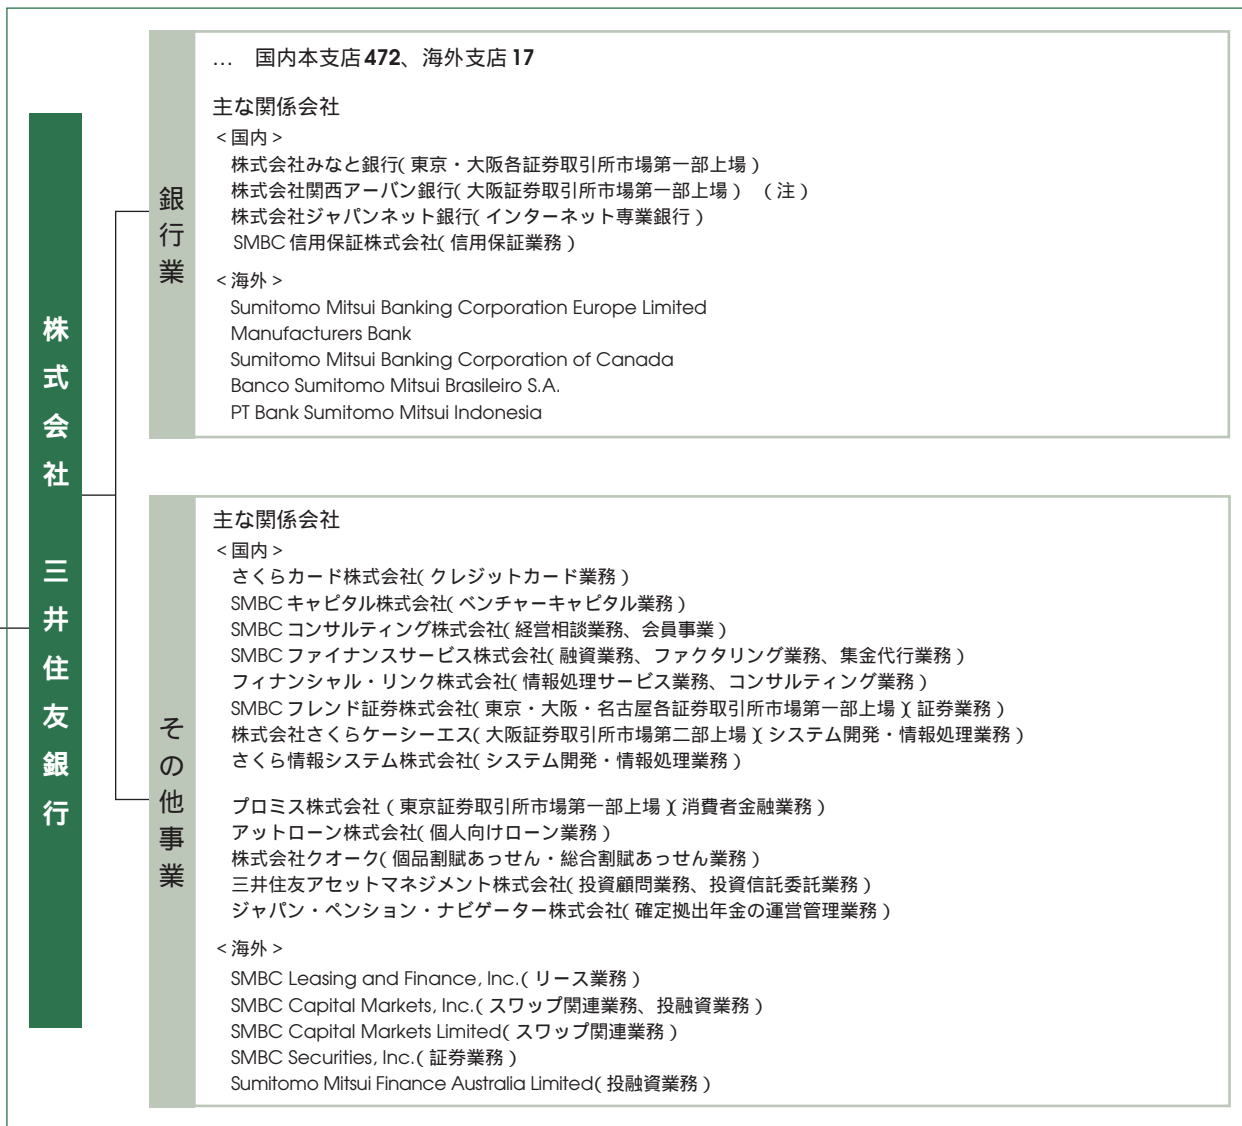 株式会社 三井住友銀行
銀行業
… 国内本支店472、海外支店17
主な関係会社
<国内>
株式会社みなと銀行(東京・大阪各証券取引所市場第一部上場)
株式会社関西アーバン銀行(大阪証券取引所市場第一部上場) (注)
株式会社ジャパンネット銀行(インターネット専業銀行)
SMBC信用保証株式会社(信用保証業務)
<海外>
Sumitomo Mitsui Banking Corporation Europe Limited
Manufacturers Bank
Sumitomo Mitsui Banking Corporation of Canada
Banco Sumitomo Mitsui Brasileiro S.A.
PT Bank Sumitomo Mitsui Indonesia
その他事業
主な関係会社
<国内>
さくらカード株式会社(クレジットカード業務)
SMBCキャピタル株式会社(ベンチャーキャピタル業務)
SMBCコンサルティング株式会社(経営相談業務、会員事業)
SMBCファイナンスサービス株式会社(融資業務、ファクタリング業務、集金代行業務)
フィナンシャル・リンク株式会社(情報処理サービス業務、コンサルティング業務)
SMBCフレンド証券株式会社(東京・大阪・名古屋各証券取引所市場第一部上場)(証券業務)
株式会社さくらケーシーエス(大阪証券取引所市場第二部上場)(システム開発・情報処理業務)
さくら情報システム株式会社(システム開発・情報処理業務)
プロミス株式会社(東京証券取引所市場第一部上場)(消費者金融業務)
アットローン株式会社(個人向けローン業務)
株式会社クオーク(個品割賦あっせん・総合割賦あっせん業務)
三井住友アセットマネジメント株式会社(投資顧問業務、投資信託委託業務)
ジャパン・ペンション・ナビゲーター株式会社(確定拠出年金の運営管理業務)
<海外>
SMBC Leasing and Finance, Inc.(リース業務)
SMBC Capital Markets, Inc.(スワップ関連業務、投融資業務)
SMBC Capital Markets Limited(スワップ関連業務)
SMBC Securities, Inc.(証券業務)
Sumitomo Mitsui Finance Australia Limited(投融資業務)